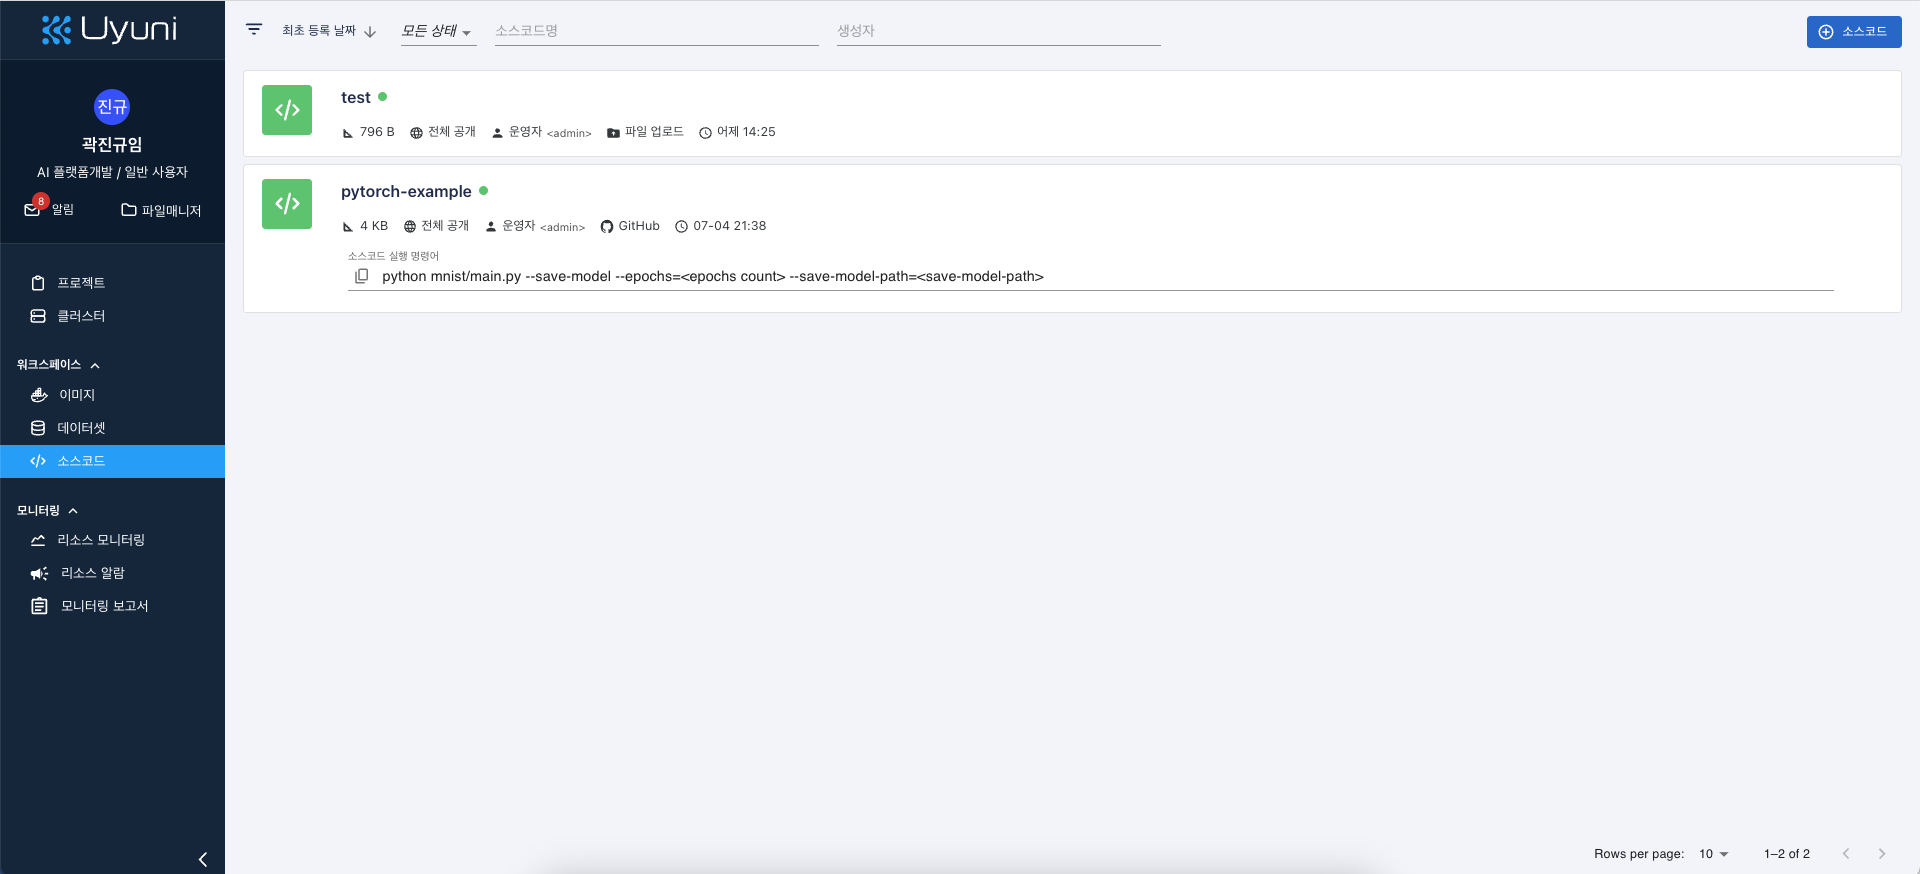 Uyuni
진규
곽진규임
AI 플랫폼개발 / 일반 사용자
8
알림
파일매니저
프로젝트
클러스터
워크스페이스
이미지
데이터셋
소스코드
모니터링
리소스 모니터링
리소스 알람
모니터링 보고서
최초 등록 날짜
모든 상태
소스코드명
생성자
소스코드
test
796 B 전체 공개 운영자 <admin> 파일 업로드 어제 14:25
pytorch-example
4 KB 전체 공개 운영자 <admin> GitHub 07-04 21:38
소스코드 실행 명령어
python mnist/main.py --save-model --epochs=<epochs count> --save-model-path=<save-model-path>
Rows per page: 10 1–2 of 2